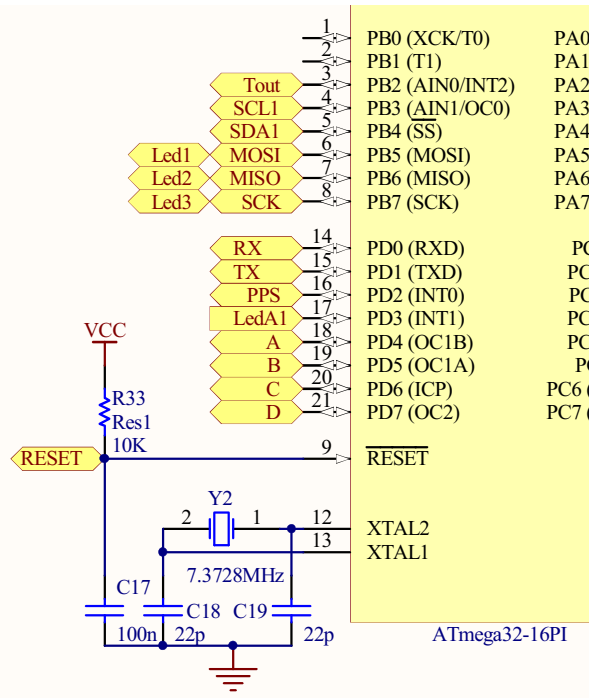 1 PB0 (XCK/T0) PA0
2 PB1 (T1) PA1
Tout 3 PB2 (AIN0/INT2) PA2
SCL1 4 PB3 (AIN1/OC0) PA3
SDA1 5 PB4 (SS) PA4
Led1 MOSI 6 PB5 (MOSI) PA5
Led2 MISO 7 PB6 (MISO) PA6
Led3 SCK 8 PB7 (SCK) PA7
RX 14 PD0 (RXD) PC
TX 15 PD1 (TXD) PC
PPS 16 PD2 (INT0) PC
LedA1 17 PD3 (INT1) PC
A 18 PD4 (OC1B) PC
B 19 PD5 (OC1A) P
C 20 PD6 (ICP) PC6 (
D 21 PD7 (OC2) PC7 (
VCC
R33
Res1
10K
RESET 9 RESET
Y2
2 1 12 XTAL2
13 XTAL1
7.3728MHz
C17 C18 C19
100n 22p 22p
ATmega32-16PI